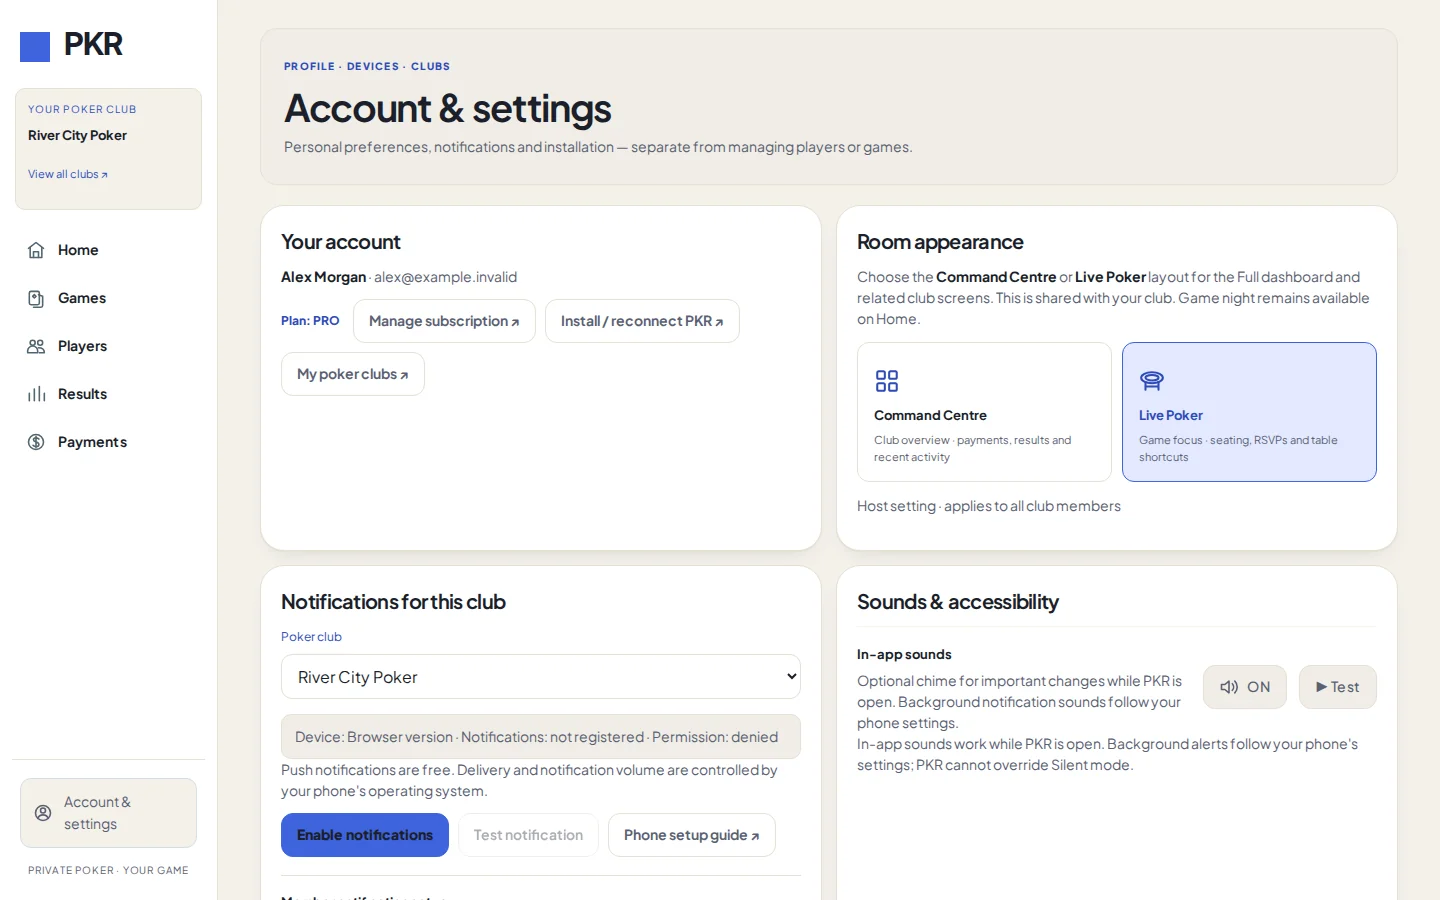 PKR
YOUR POKER CLUB
River City Poker
View all clubs ↗
Home
Games
Players
Results
Payments
Account &
settings
PRIVATE POKER · YOUR GAME
PROFILE · DEVICES · CLUBS
Account & settings
Personal preferences, notifications and installation — separate from managing players or games.
Your account
Alex Morgan · alex@example.invalid
Plan: PRO
Manage subscription ↗
Install / reconnect PKR ↗
My poker clubs ↗
Room appearance
Choose the Command Centre or Live Poker layout for the Full dashboard and
related club screens. This is shared with your club. Game night remains available
on Home.
Command Centre
Club overview · payments, results and
recent activity
Live Poker
Game focus · seating, RSVPs and table
shortcuts
Host setting · applies to all club members
Notifications for this club
Poker club
River City Poker
Device: Browser version · Notifications: not registered · Permission: denied
Push notifications are free. Delivery and notification volume are controlled by
your phone's operating system.
Enable notifications
Test notification
Phone setup guide ↗
Sounds & accessibility
In-app sounds
Optional chime for important changes while PKR is
open. Background notification sounds follow your
phone settings.
ON
▶ Test
In-app sounds work while PKR is open. Background alerts follow your phone's
settings; PKR cannot override Silent mode.